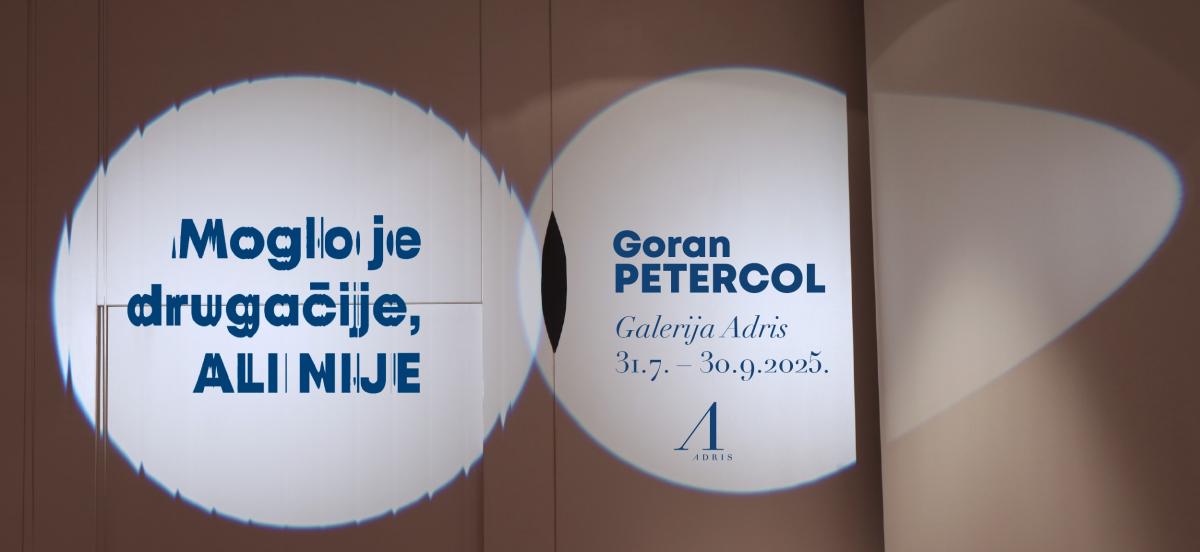 Moglo je
drugačije,
ALI NIJE
Goran
PETERCOL
Galerija Adris
31.7. – 30.9.2025.
A
ADRIS